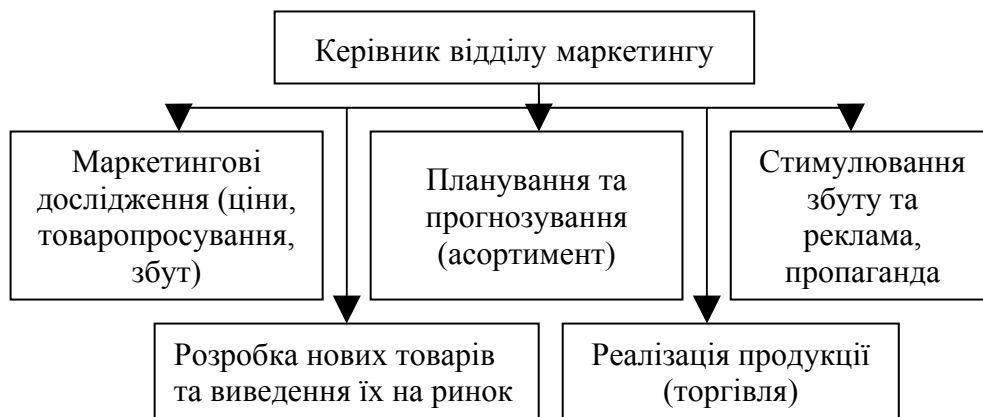 Керівник відділу маркетингу
Маркетингові
дослідження (ціни,
товаропросування,
збут)
Планування та
прогнозування
(асортимент)
Стимулювання
збуту та
реклама,
пропаганда
Розробка нових товарів
та виведення їх на ринок
Реалізація продукції
(торгівля)